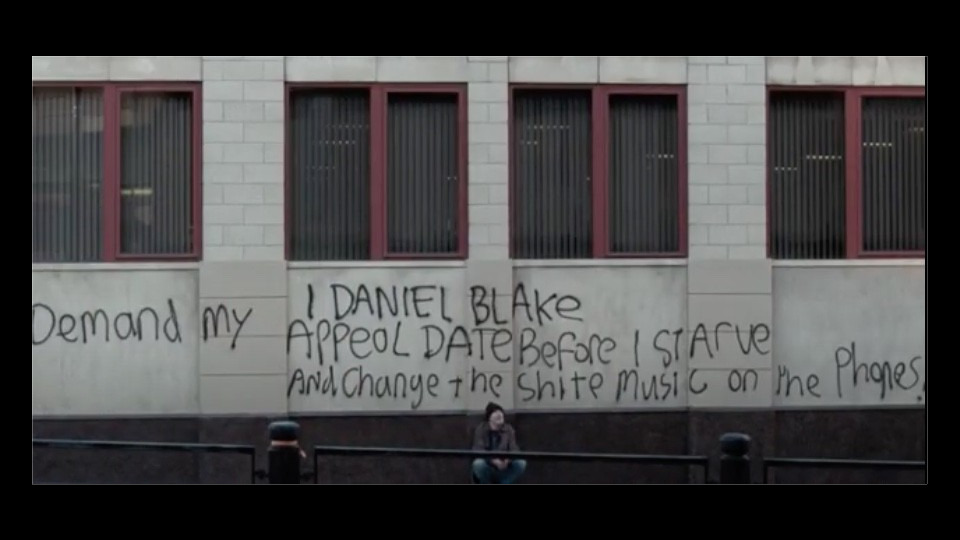 I DANIEL BLAKE
Demand my APPEAL DATE BeFore I STARVE
And Change the shite Music on the Phones.